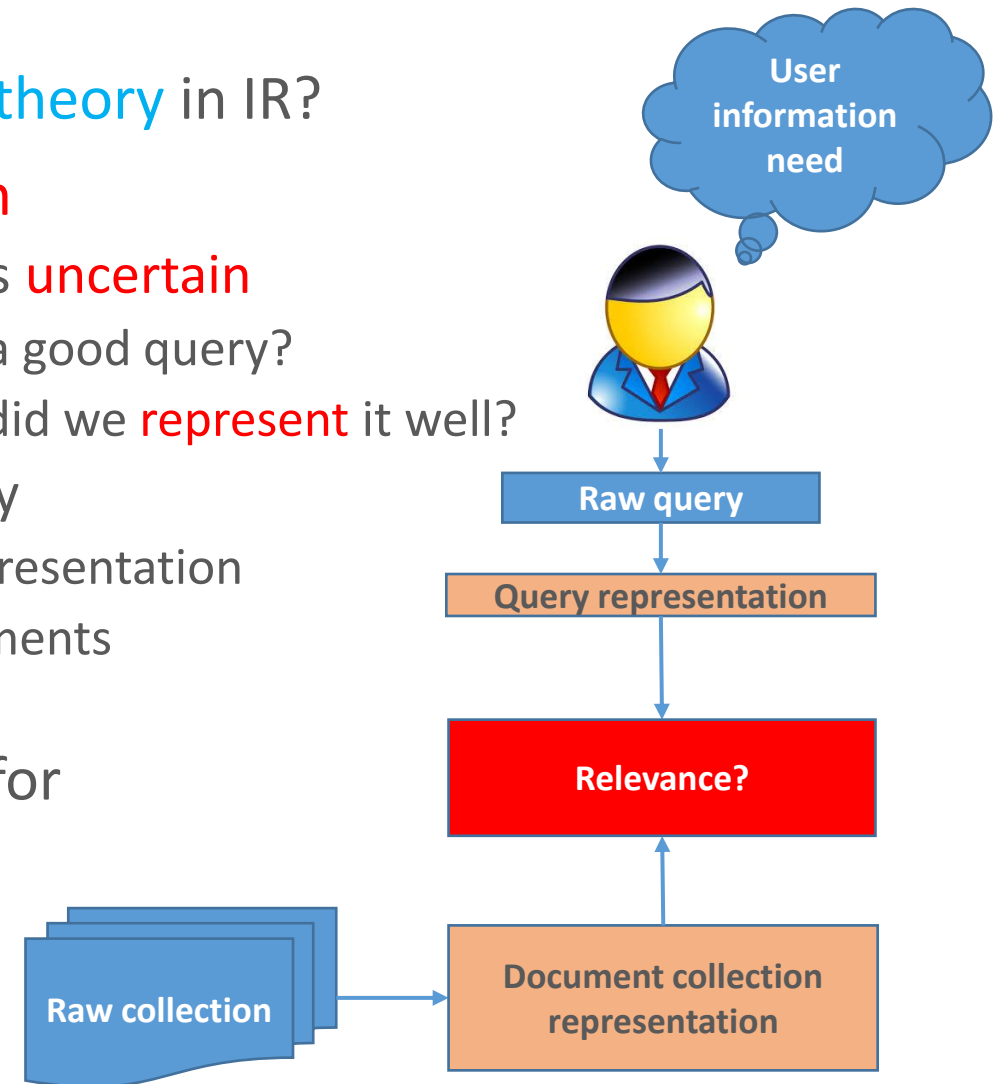 theory in IR?
s uncertain
a good query?
did we represent it well?
resentation
for
User
information
need
Raw query
Query representation
Relevance?
Document collection
representation
Raw collection